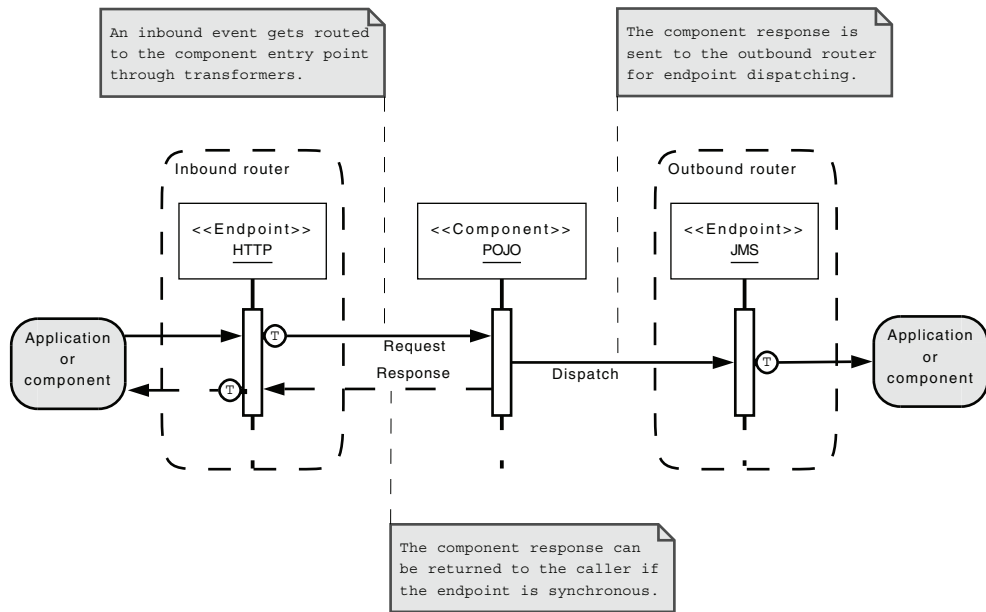 An inbound event gets routed
to the component entry point
through transformers.
The component response is
sent to the outbound router
for endpoint dispatching.
Inbound router
Outbound router
<<Endpoint>>
HTTP
<<Component>>
POJO
<<Endpoint>>
JMS
Application
or
component
T
Request
Response
T
Dispatch
T
Application
or
component
The component response can
be returned to the caller if
the endpoint is synchronous.